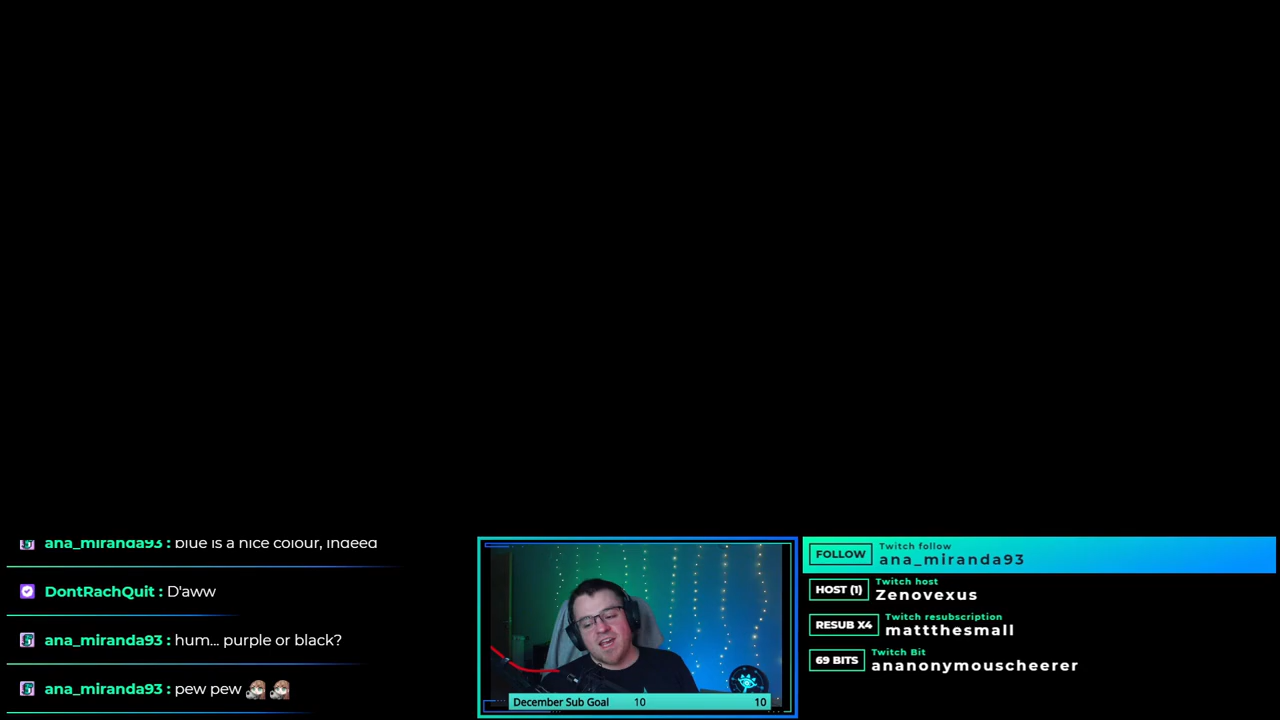 ana_miranda93 : blue is a nice colour, indeed
DontRachQuit : D'aww
ana_miranda93 : hum... purple or black?
ana_miranda93 : pew pew
December Sub Goal 10 10
FOLLOW Twitch follow
ana_miranda93
HOST (1) Twitch host
Zenovexus
RESUB X4 Twitch resubscription
mattthesmall
69 BITS Twitch Bit
ananonymouscheerer